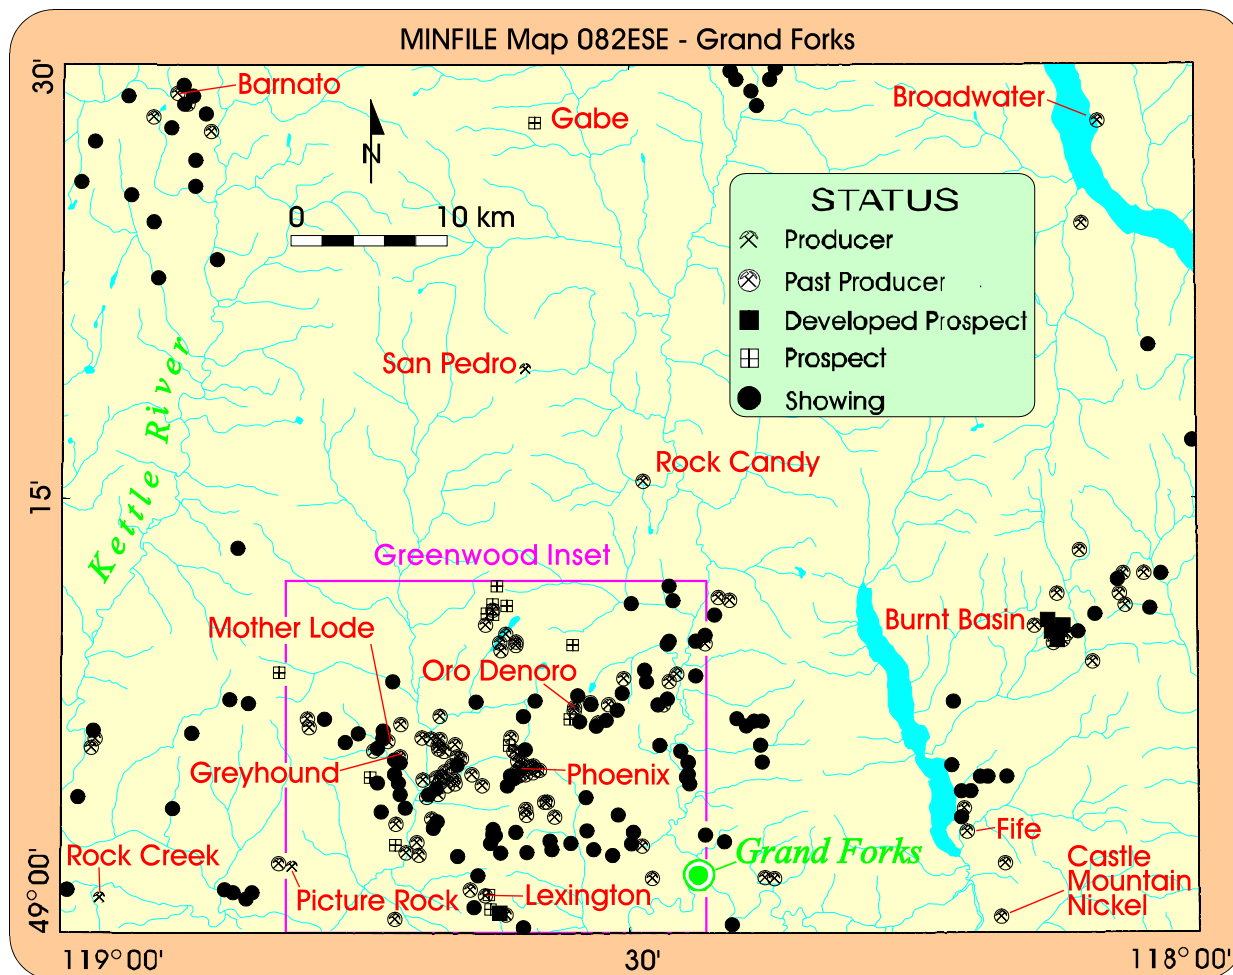 MINFILE Map 082ESE - Grand Forks
30'
Barnato
Gabe
Broadwater
N
STATUS
0 10 km
Producer
Past Producer
Developed Prospect
Prospect
Showing
San Pedro
Kettle River
Rock Candy
15'
Greenwood Inset
Mother Lode
Burnt Basin
Oro Denoro
Greyhound
Phoenix
Fife
Grand Forks
Rock Creek
Castle
Mountain
Nickel
Picture Rock
Lexington
49°00'
119°00'
30'
118°00'